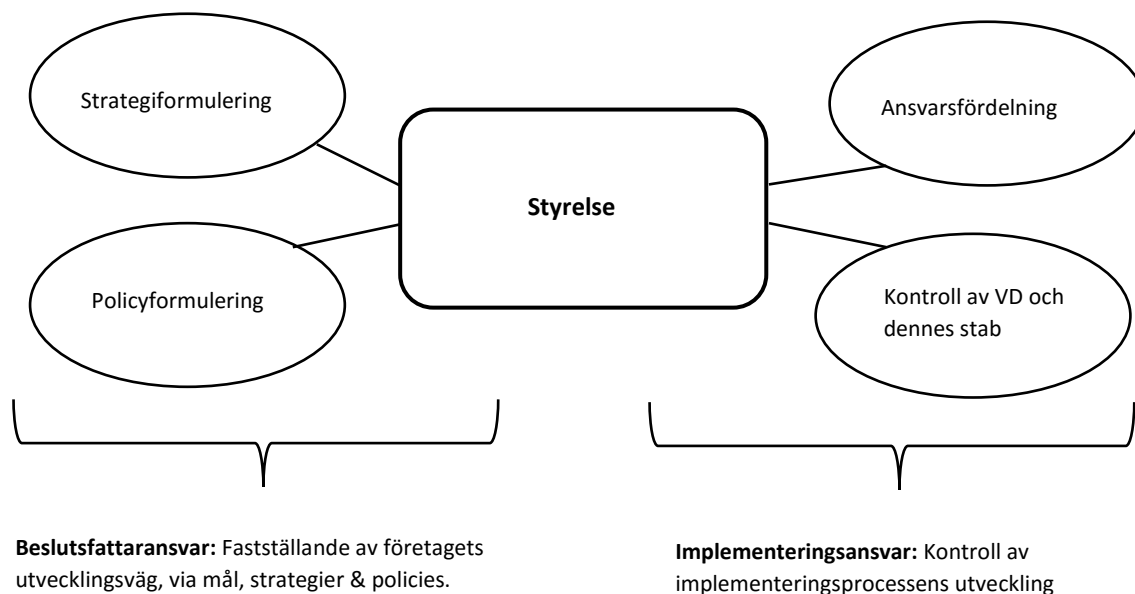 Strategiformulering
Policyformulering
Styrelse
Ansvarsfördelning
Kontroll av VD och
dennes stab
Beslutsfattaransvar: Fastställande av företagets
utvecklingsväg, via mål, strategier & policies.
Implementeringsansvar: Kontroll av
implementeringsprocessens utveckling